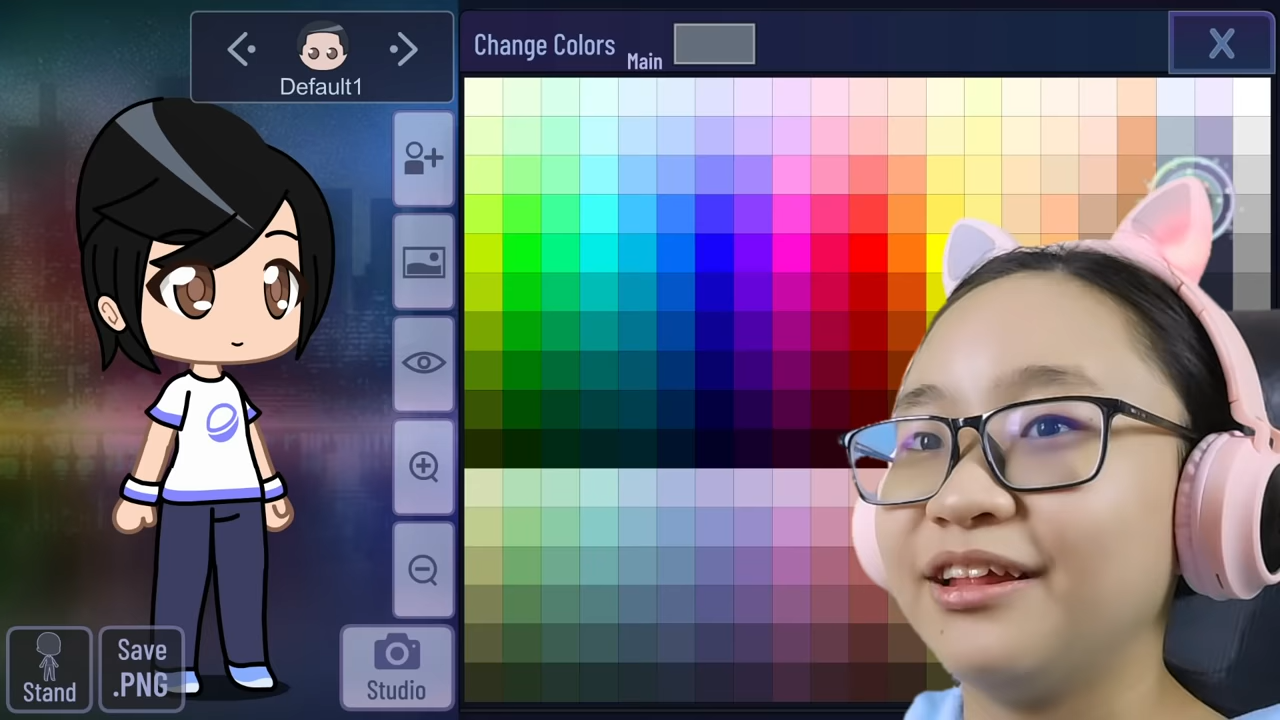 Default1
Change Colors
Main
X
Stand
Save
.PNG
Studio